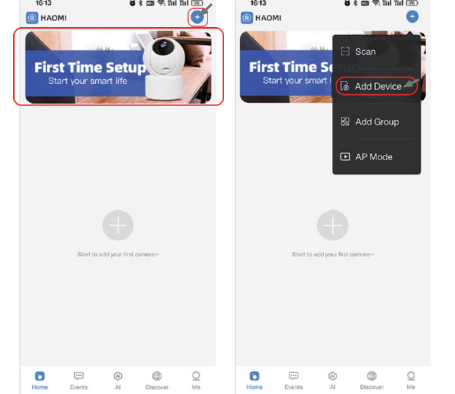 16:13
HAOMI
First Time Setup
Start your smart life
Start to add your first camera~
Home Events AI Discover Me
16:13
HAOMI
First Time Se
Start your smart l
Scan
Add Device
Add Group
AP Mode
Start to add your first camera~
Home Events AI Discover Me